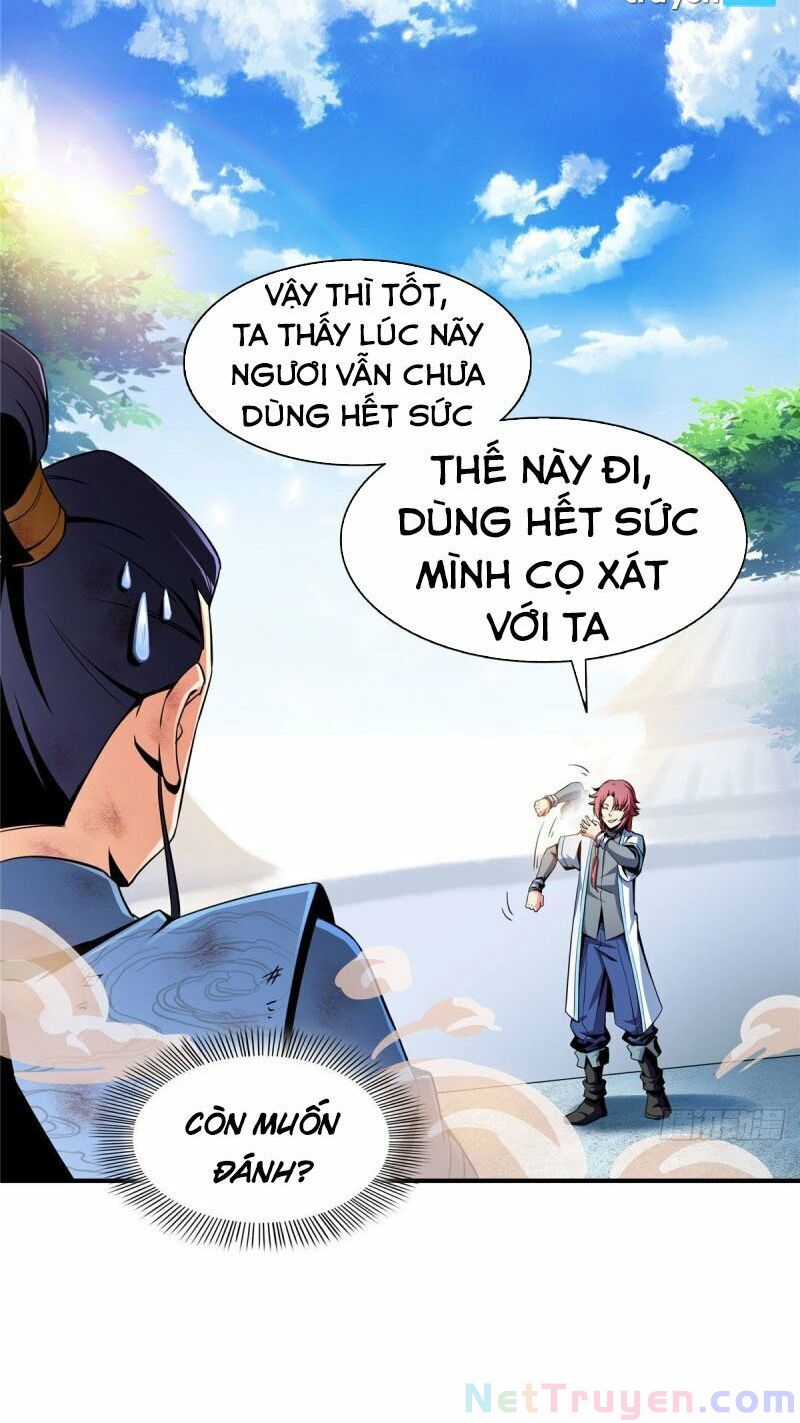 truyen
VẬY THÌ TỐT,
TA THẤY LÚC NÃY
NGƯƠI VẪN CHƯA
DÙNG HẾT SỨC
THẾ NÀY ĐI,
DÙNG HẾT SỨC
MÌNH CỌ XÁT
VỚI TA
CÒN MUỐN
ĐÁNH?
NetTruyen.com